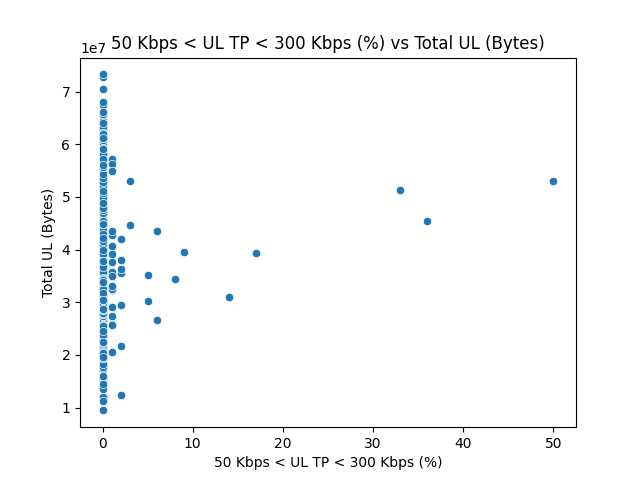 50 Kbps < UL TP < 300 Kbps (%) vs Total UL (Bytes)
1e7
7
6
5
4
3
2
1
Total UL (Bytes)
0 10 20 30 40 50
50 Kbps < UL TP < 300 Kbps (%)